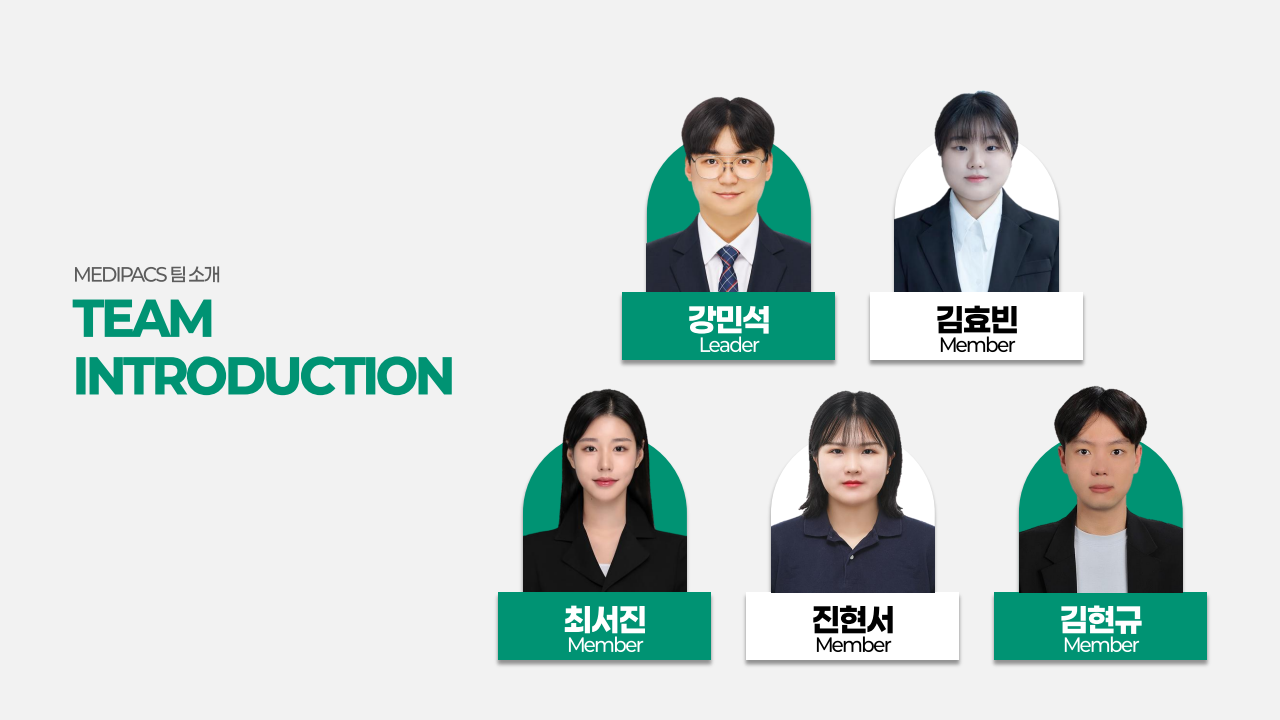 MEDIPACS 팀 소개
TEAM
INTRODUCTION
강민석
Leader
김효빈
Member
최서진
Member
진현서
Member
김현규
Member